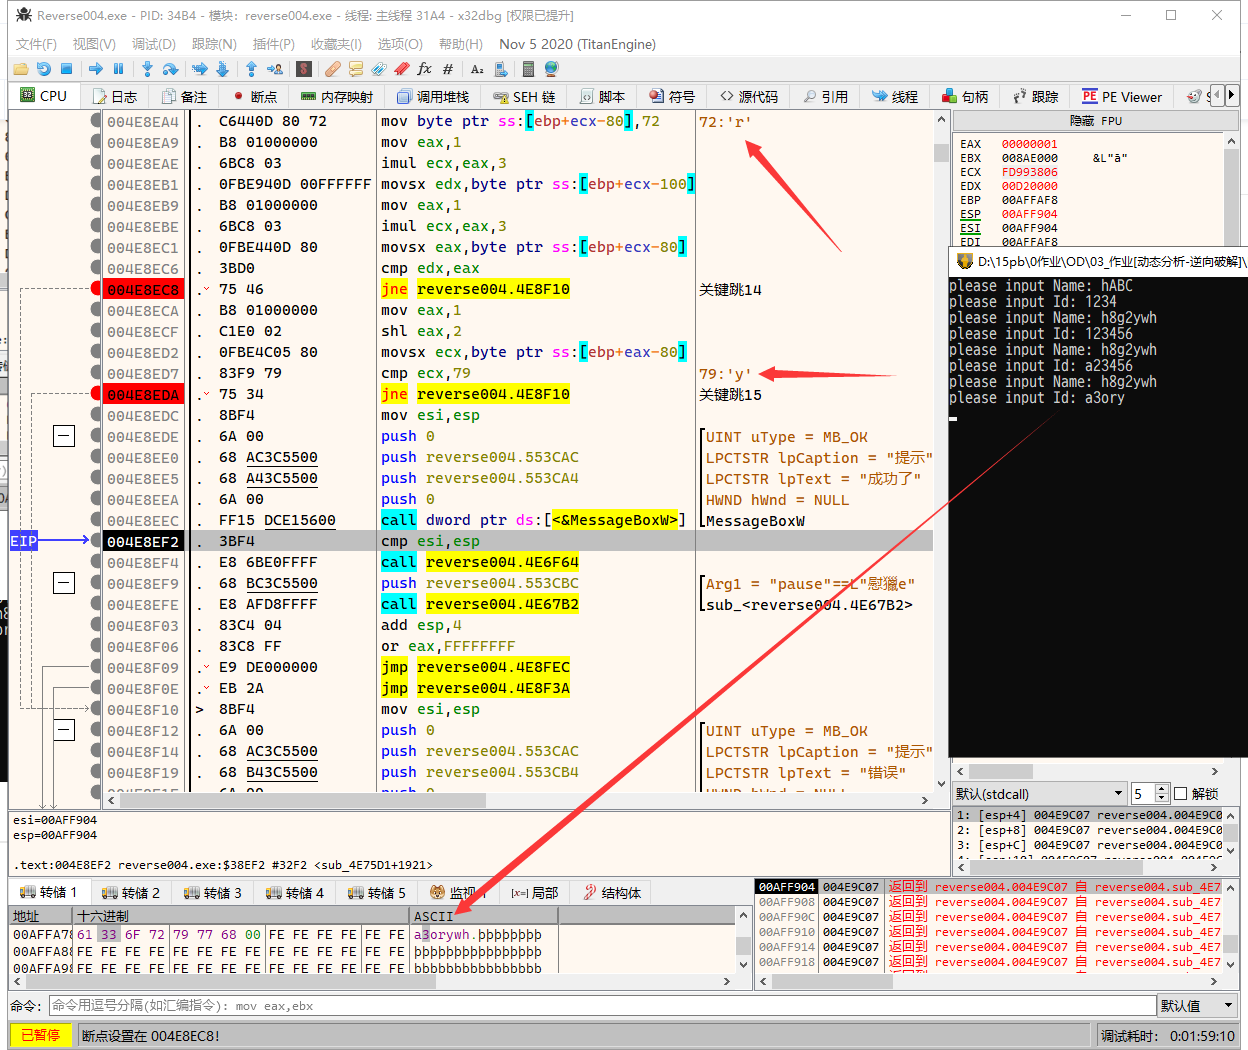 Reverse004.exe - PID: 34B4 - 模块: reverse004.exe - 线程: 主线程 31A4 - x32dbg [权限已提升]
文件(F) 视图(V) 调试(D) 跟踪(N) 插件(P) 收藏夹(I) 选项(O) 帮助(H) Nov 5 2020 (TitanEngine)
CPU 日志 备注 断点 内存映射 调用堆栈 SEH 链 脚本 符号 源代码 引用 线程 句柄 跟踪 PE Viewer
004E8EA4 . C6440D 80 72 mov byte ptr ss:[ebp+ecx-80],72 72:'r'
004E8EA9 . B8 01000000 mov eax,1
004E8EAE . 6BC8 03 imul ecx,eax,3
004E8EB1 . 0FBE940D 00FFFFFF movsx edx,byte ptr ss:[ebp+ecx-100]
004E8EB9 . B8 01000000 mov eax,1
004E8EBE . 6BC8 03 imul ecx,eax,3
004E8EC1 . 0FBE440D 80 movsx eax,byte ptr ss:[ebp+ecx-80]
004E8EC6 . 3BD0 cmp edx,eax
004E8EC8 . 75 46 jne reverse004.4E8F10 关键跳14
004E8ECA . B8 01000000 mov eax,1
004E8ECF . C1E0 02 shl eax,2
004E8ED2 . 0FBE4C05 80 movsx ecx,byte ptr ss:[ebp+eax-80]
004E8ED7 . 83F9 79 cmp ecx,79 79:'y'
004E8EDA . 75 34 jne reverse004.4E8F10 关键跳15
004E8EDC . 8BF4 mov esi,esp
004E8EDE . 6A 00 push 0 UINT uType = MB_OK
004E8EE0 . 68 AC3C5500 push reverse004.553CAC LPCTSTR lpCaption = "提示"
004E8EE5 . 68 A43C5500 push reverse004.553CA4 LPCTSTR lpText = "成功了"
004E8EEA . 6A 00 push 0 HWND hWnd = NULL
004E8EEC . FF15 DCE15600 call dword ptr ds:[<&MessageBoxW>] MessageBoxW
EIP 004E8EF2 . 3BF4 cmp esi,esp
004E8EF4 . E8 6BE0FFFF call reverse004.4E6F64
004E8EF9 . 68 BC3C5500 push reverse004.553CBC Arg1 = "pause"==L"慰獵e"
004E8EFE . E8 AFD8FFFF call reverse004.4E67B2 sub_<reverse004.4E67B2>
004E8F03 . 83C4 04 add esp,4
004E8F06 . 83C8 FF or eax,FFFFFFFF
004E8F09 . E9 DE000000 jmp reverse004.4E8FEC
004E8F0E . EB 2A jmp reverse004.4E8F3A
004E8F10 > 8BF4 mov esi,esp
004E8F12 . 6A 00 push 0 UINT uType = MB_OK
004E8F14 . 68 AC3C5500 push reverse004.553CAC LPCTSTR lpCaption = "提示"
004E8F19 . 68 B43C5500 push reverse004.553CB4 LPCTSTR lpText = "错误"
隐藏 FPU
EAX 00000001
EBX 008AE000 &L"ā"
ECX FD993806
EDX 00D20000
EBP 00AFFAF8
ESP 00AFF904
ESI 00AFF904
EDI 00AFFAF8
D:\15pb\0作业\OD\03_作业[动态分析-逆向破解]\
please input Name: hABC
please input Id: 1234
please input Name: h8g2ywh
please input Id: 123456
please input Name: h8g2ywh
please input Id: a23456
please input Name: h8g2ywh
please input Id: a3ory
默认(stdcall) 5 解锁
1: [esp+4] 004E9C07 reverse004.004E9C0
2: [esp+8] 004E9C07 reverse004.004E9C0
3: [esp+C] 004E9C07 reverse004.004E9C0
esi=00AFF904
esp=00AFF904
.text:004E8EF2 reverse004.exe:$38EF2 #32F2 <sub_4E75D1+1921>
转储 1 转储 2 转储 3 转储 4 转储 5 监视 局部 结构体
地址 十六进制 ASCII
00AFFA78 61 33 6F 72 79 77 68 00 FE FE FE FE FE FE a3orywh.þþþþþþþþ
00AFFA88 FE FE FE FE FE FE FE FE FE FE FE FE FE FE þþþþþþþþþþþþþþþþ
00AFFA98 FE FE FE FE FE FE FE FE FE FE FE FE FE FE þþþþþþþþþþþþþþþþ
00AFF904 004E9C07 返回到 reverse004.004E9C07 自 reverse004.sub_4E7
00AFF908 004E9C07 返回到 reverse004.004E9C07 自 reverse004.sub_4E7
00AFF90C 004E9C07 返回到 reverse004.004E9C07 自 reverse004.sub_4E7
00AFF910 004E9C07 返回到 reverse004.004E9C07 自 reverse004.sub_4E7
00AFF914 004E9C07 返回到 reverse004.004E9C07 自 reverse004.sub_4E7
00AFF918 004E9C07 返回到 reverse004.004E9C07 自 reverse004.sub_4E7
命令: 命令用逗号分隔(如汇编指令): mov eax,ebx 默认值
已暂停 断点设置在 004E8EC8! 调试耗时: 0:01:59:10